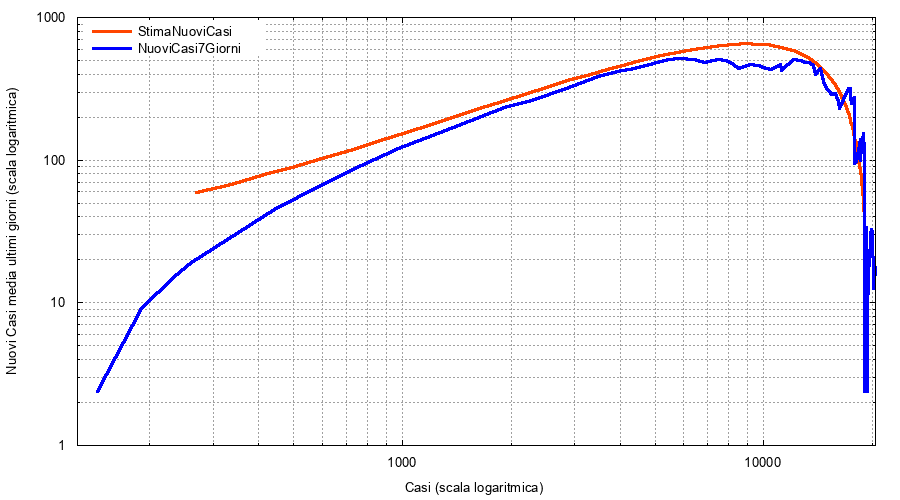 1000
StimaNuoviCasi
NuoviCasi7Giorni
100
10
1
Nuovi Casi media ultimi giorni (scala logaritmica)
1000
10000
Casi (scala logaritmica)